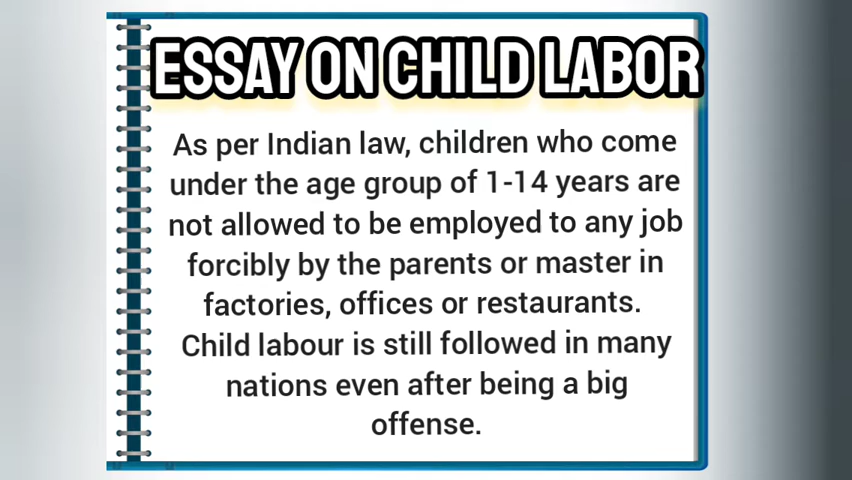 ESSAY ON CHILD LABOR
As per Indian law, children who come
under the age group of 1-14 years are
not allowed to be employed to any job
forcibly by the parents or master in
factories, offices or restaurants.
Child labour is still followed in many
nations even after being a big
offense.